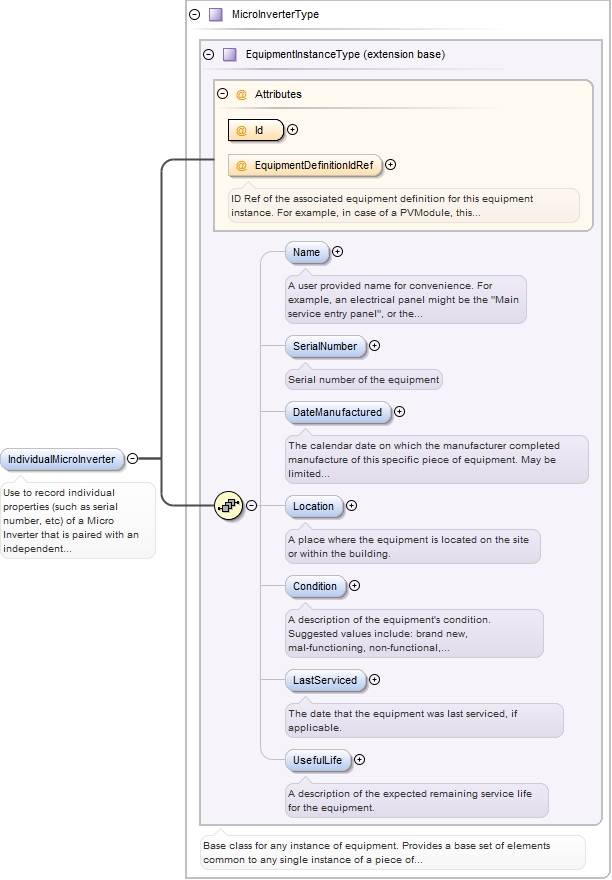 MicroInverterType
EquipmentInstanceType (extension base)
@ Attributes
@ Id
@ EquipmentDefinitionIdRef
ID Ref of the associated equipment definition for this equipment
instance. For example, in case of a PVModule, this...
Name
A user provided name for convenience. For
example, an electrical panel might be the "Main
service entry panel", or the...
SerialNumber
Serial number of the equipment
DateManufactured
The calendar date on which the manufacturer completed
manufacture of this specific piece of equipment. May be
limited...
IndividualMicroInverter
Use to record individual
properties (such as serial
number, etc) of a Micro
Inverter that is paired with an
independent...
Location
A place where the equipment is located on the site
or within the building.
Condition
A description of the equipment's condition.
Suggested values include: brand new,
mal-functioning, non-functional,...
LastServiced
The date that the equipment was last serviced, if
applicable.
UsefulLife
A description of the expected remaining service life
for the equipment.
Base class for any instance of equipment. Provides a base set of elements
common to any single instance of a piece of...